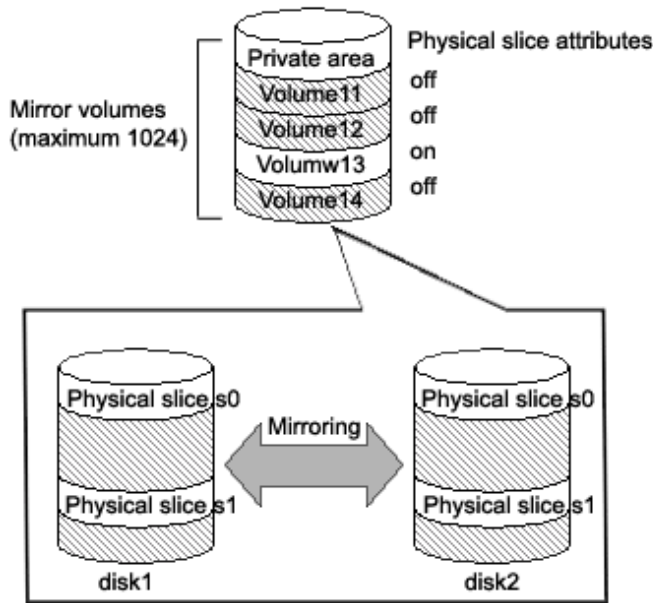 Physical slice attributes
Private area
Mirror volumes
(maximum 1024)
Volume11 off
Volume12 off
Volumw13 on
Volume14 off
Physical slice s0
Physical slice s0
Mirroring
Physical slice s1
Physical slice s1
disk1
disk2